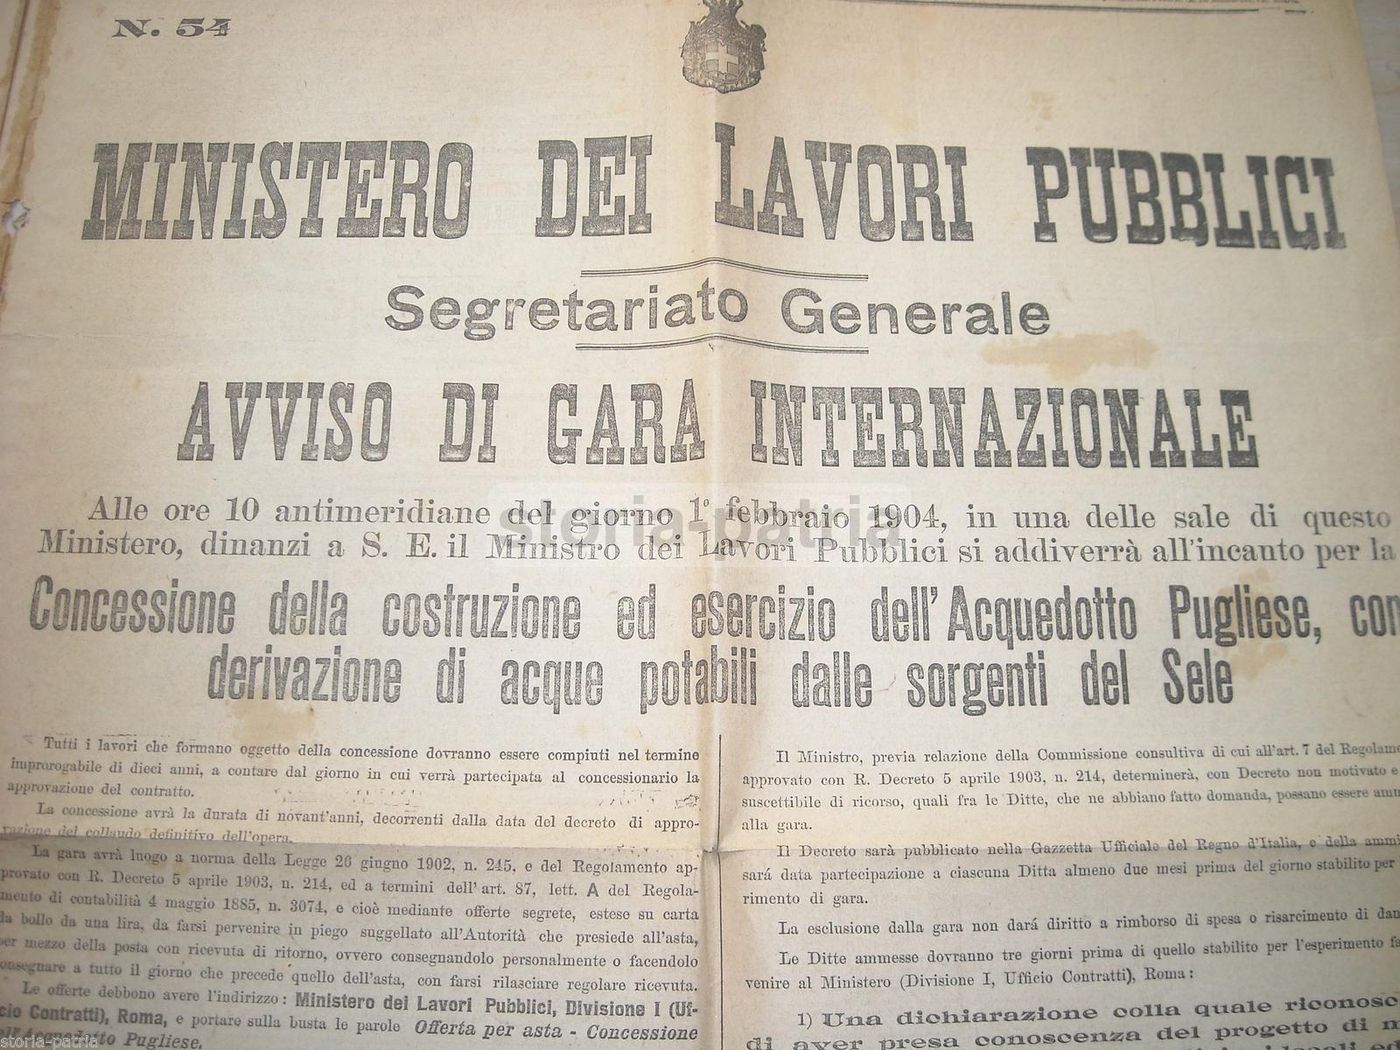 N. 54
MINISTERO DEI LAVORI PUBBLICI
Segretariato Generale
AVVISO DI GARA INTERNAZIONALE
Alle ore 10 antimeridiane del giorno 1º febbraio 1904, in una delle sale di questo
Ministero, dinanzi a S. E. il Ministro dei Lavori Pubblici si addiverrà all'incanto per la
Concessione della costruzione ed esercizio dell'Acquedotto Pugliese, con
derivazione di acque potabili dalle sorgenti del Sele
Tutti i lavori che formano oggetto della concessione dovranno essere compiuti nel termine
improrogabile di dieci anni, a contare dal giorno in cui verrà partecipata al concessionario la
approvazione del contratto.
La concessione avrà la durata di novant'anni, decorrenti dalla data del decreto di appro-
vazione del collaudo definitivo dell'opera.
La gara avrà luogo a norma della Legge 26 giugno 1902, n. 245, e del Regolamento ap-
provato con R. Decreto 5 aprile 1903, n. 214, ed a termini dell'art. 87, lett. A del Regola-
mento di contabilità 4 maggio 1885, n. 3074, e cioè mediante offerte segrete, estese su carta
da bollo da una lira, da farsi pervenire in piego suggellato all'Autorità che presiede all'asta,
per mezzo della posta con ricevuta di ritorno, ovvero consegnandolo personalmente o facendolo
consegnare a tutto il giorno che precede quello dell'asta, con farsi rilasciare regolare ricevuta.
Le offerte debbono avere l'indirizzo: Ministero dei Lavori Pubblici, Divisione I (Uf-
ficio Contratti), Roma, e portare sulla busta le parole Offerta per asta - Concessione
dell'Acquedotto Pugliese.
Il Ministro, previa relazione della Commissione consultiva di cui all'art. 7 del Regolame
approvato con R. Decreto 5 aprile 1903, n. 214, determinerà, con Decreto non motivato e
suscettibile di ricorso, quali fra le Ditte, che ne abbiano fatto domanda, possano essere amm
alla gara.
Il Decreto sarà pubblicato nella Gazzetta Ufficiale del Regno d'Italia, e della ammi
sarà data partecipazione a ciascuna Ditta almeno due mesi prima del giorno stabilito per
rimento di gara.
La esclusione dalla gara non darà diritto a rimborso di spesa o risarcimento di dan
Le Ditte ammesse dovranno tre giorni prima di quello stabilito per l'esperimento fa
venire al Ministero (Divisione I, Ufficio Contratti), Roma:
1) Una dichiarazione colla quale riconosc
di aver presa conoscenza del progetto di m
storia-patria
storia-patria